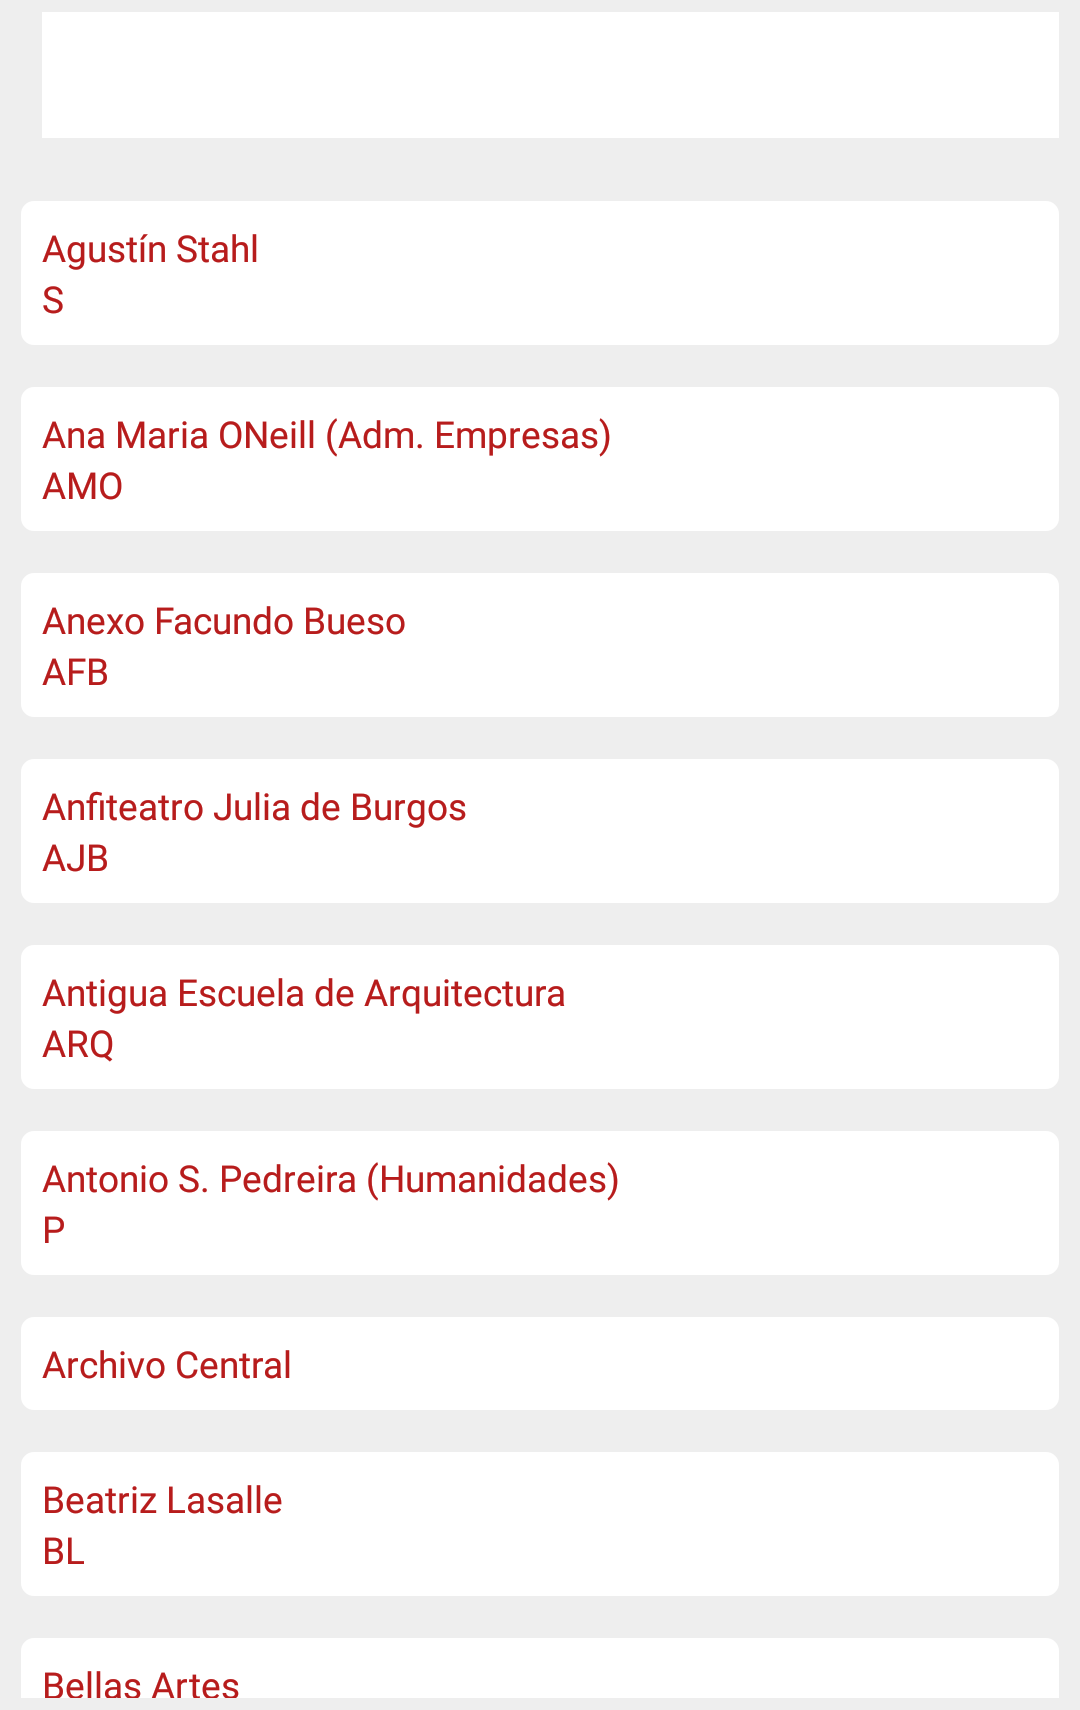 Agustín Stahl
S
Ana Maria ONeill (Adm. Empresas)
AMO
Anexo Facundo Bueso
AFB
Anfiteatro Julia de Burgos
AJB
Antigua Escuela de Arquitectura
ARQ
Antonio S. Pedreira (Humanidades)
P
Archivo Central
Beatriz Lasalle
BL
Bellas Artes